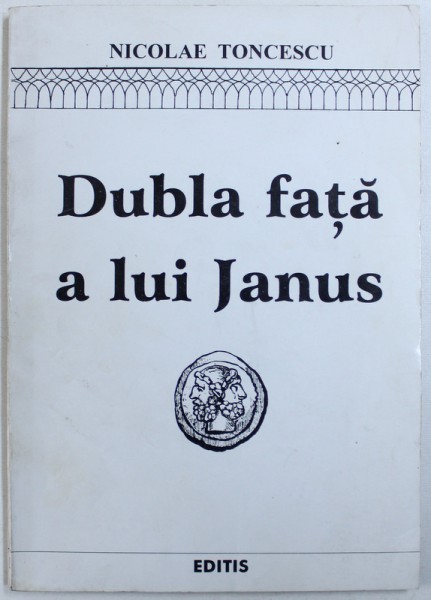 NICOLAE TONCESCU
Dubla față
a lui Janus
EDITIS